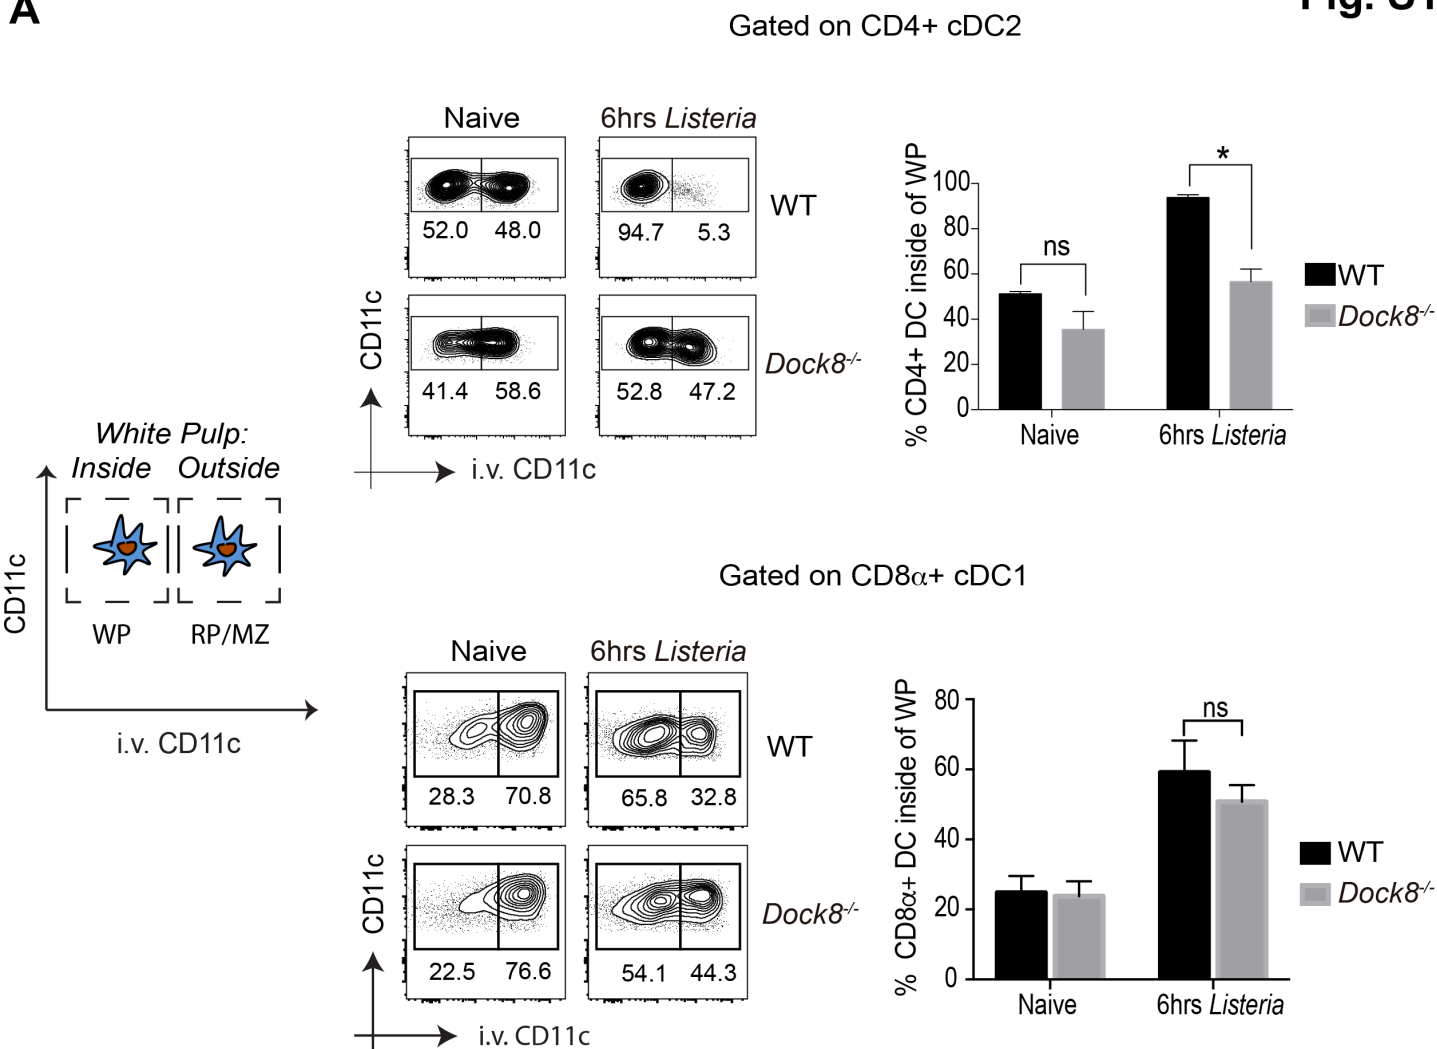 A
Gated on CD4+ cDC2
Naive
6hrs Listeria
52.0 48.0
94.7 5.3
WT
CD11c
41.4 58.6
52.8 47.2
Dock8-/-
i.v. CD11c
% CD4+ DC inside of WP
100
80
60
40
20
0
ns
*
Naive
6hrs Listeria
WT
Dock8-/-
White Pulp:
Inside Outside
CD11c
WP RP/MZ
i.v. CD11c
Gated on CD8α+ cDC1
Naive
6hrs Listeria
28.3 70.8
65.8 32.8
WT
CD11c
22.5 76.6
54.1 44.3
Dock8-/-
i.v. CD11c
% CD8α+ DC inside of WP
80
60
40
20
0
ns
Naive
6hrs Listeria
WT
Dock8-/-